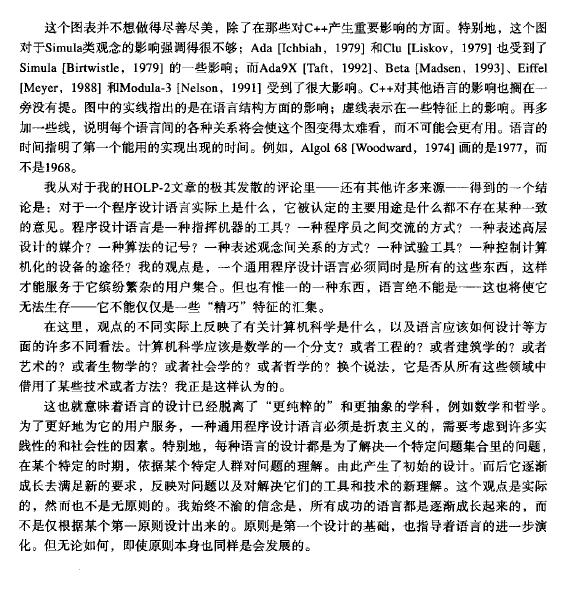 这个图表并不想做得尽善尽美，除了在那些对C++产生重要影响的方面。特别地，这个图
对于Simula类观念的影响强调得很不够；Ada [Ichbiah，1979] 和Clu [Liskov，1979] 也受到了
Simula [Birtwistle，1979] 的一些影响；而Ada9X [Taft，1992]、Beta [Madsen，1993]、Eiffel
[Meyer，1988] 和Modula-3 [Nelson，1991] 受到了很大影响。C++对其他语言的影响也搁在一
旁没有提。图中的实线指出的是在语言结构方面的影响；虚线表示在一些特征上的影响。再多
加一些线，说明每个语言间的各种关系将会使这个图变得太难看，而不可能会更有用。语言的
时间指明了第一个能用的实现出现的时间。例如，Algol 68 [Woodward，1974] 画的是1977，而
不是1968。
我从对于我的HOLP-2文章的极其发散的评论里——还有其他许多来源——得到的一个结
论是：对于一个程序设计语言实际上是什么，它被认定的主要用途是什么都不存在某种一致
的意见。程序设计语言是一种指挥机器的工具？一种程序员之间交流的方式？一种表述高层
设计的媒介？一种算法的记号？一种表述观念间关系的方式？一种试验工具？一种控制计算
机化的设备的途径？我的观点是，一个通用程序设计语言必须同时是所有的这些东西，这样
才能服务于它缤纷繁杂的用户集合。但也有惟一的一种东西，语言绝不能是——这也将使它
无法生存——它不能仅仅是一些“精巧”特征的汇集。
在这里，观点的不同实际上反映了有关计算机科学是什么，以及语言应该如何设计等方
面的许多不同看法。计算机科学应该是数学的一个分支？或者工程的？或者建筑学的？或者
艺术的？或者生物学的？或者社会学的？或者哲学的？换个说法，它是否从所有这些领域中
借用了某些技术或者方法？我正是这样认为的。
这也就意味着语言的设计已经脱离了“更纯粹的”和更抽象的学科，例如数学和哲学。
为了更好地为它的用户服务，一种通用程序设计语言必须是折衷主义的，需要考虑到许多实
践性的和社会性的因素。特别地，每种语言的设计都是为了解决一个特定问题集合里的问题，
在某个特定的时期，依据某个特定人群对问题的理解。由此产生了初始的设计。而后它逐渐
成长去满足新的要求，反映对问题以及对解决它们的工具和技术的新理解。这个观点是实际
的，然而也不是无原则的。我始终不渝的信念是，所有成功的语言都是逐渐成长起来的，而
不是仅根据某个第一原则设计出来的。原则是第一个设计的基础，也指导着语言的进一步演
化。但无论如何，即使原则本身也同样是会发展的。